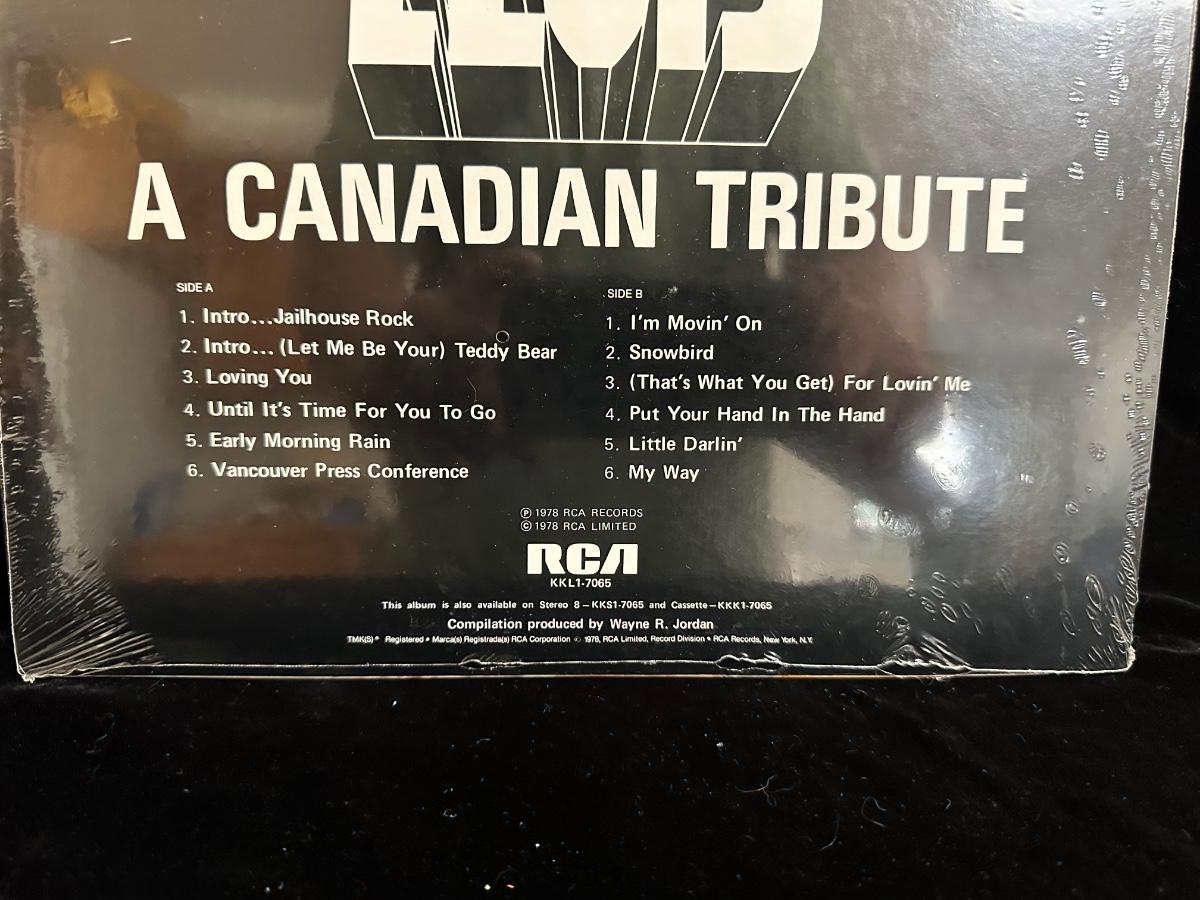 ELVIS
A CANADIAN TRIBUTE
SIDE A
1. Intro...Jailhouse Rock
2. Intro... (Let Me Be Your) Teddy Bear
3. Loving You
4. Until It's Time For You To Go
5. Early Morning Rain
6. Vancouver Press Conference
SIDE B
1. I'm Movin' On
2. Snowbird
3. (That's What You Get) For Lovin' Me
4. Put Your Hand In The Hand
5. Little Darlin'
6. My Way
℗ 1978 RCA RECORDS
© 1978 RCA LIMITED
RCA
KKL1-7065
This album is also available on Stereo 8 – KKS1-7065 and Cassette – KKK1-7065
Compilation produced by Wayne R. Jordan
TMK(S) ® Registered • Marca(s) Registrada(s) RCA Corporation © 1978, RCA Limited, Record Division • RCA Records, New York, N.Y.